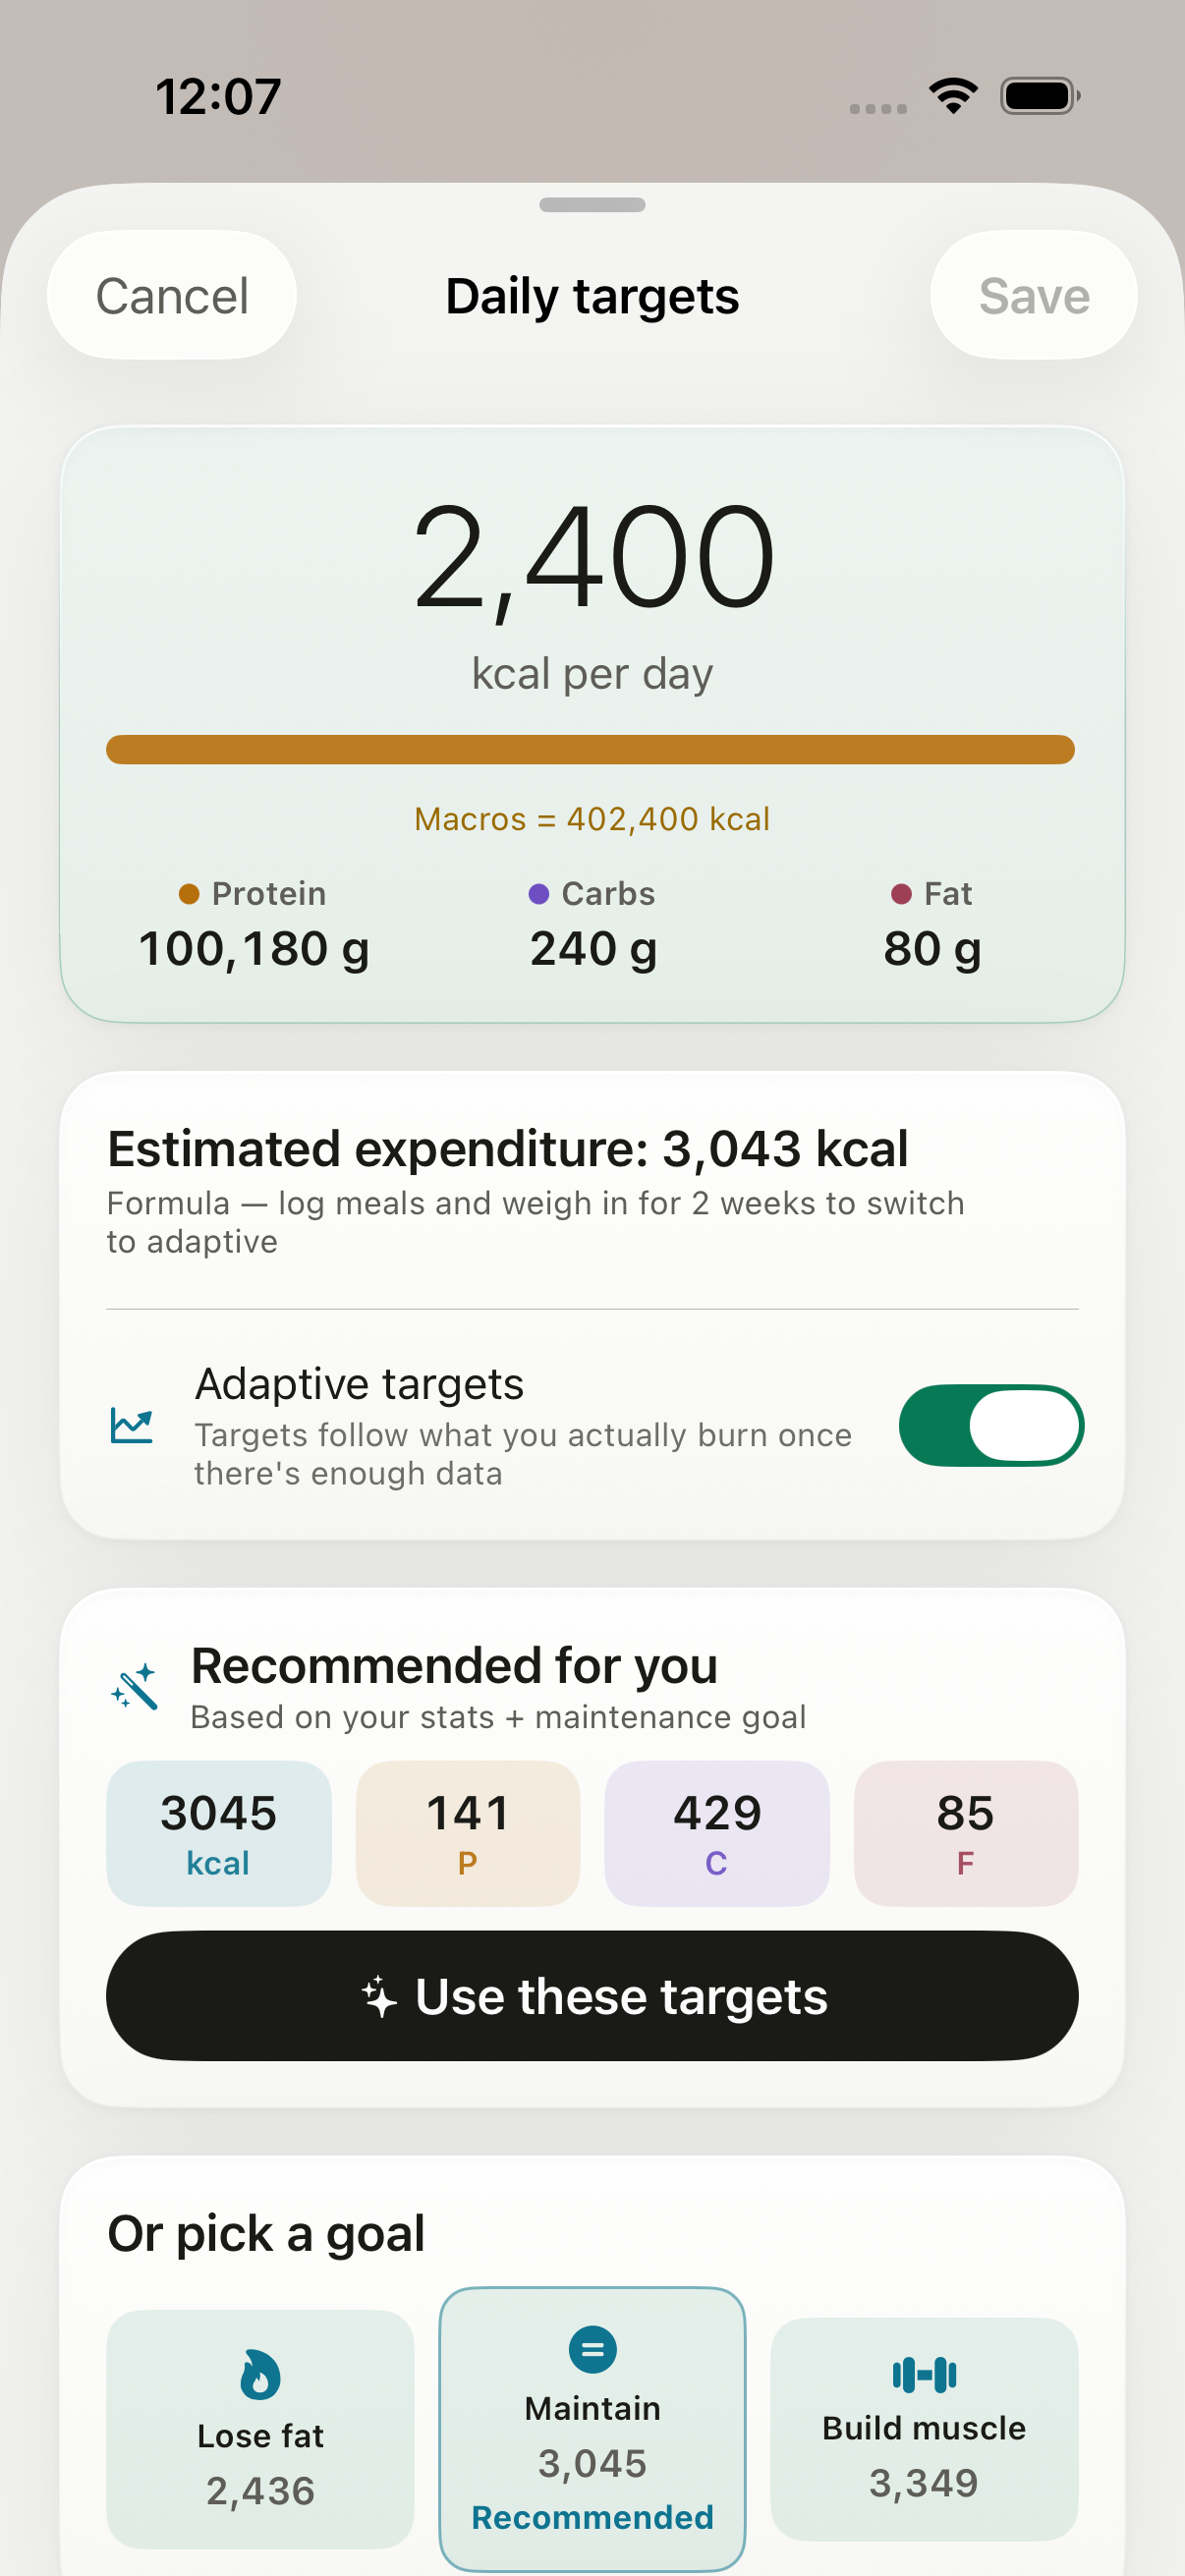 12:07
Cancel
Daily targets
Save
2,400
kcal per day
Macros = 402,400 kcal
Protein
Carbs
Fat
100,180 g
240 g
80 g
Estimated expenditure: 3,043 kcal
Formula — log meals and weigh in for 2 weeks to switch
to adaptive
Adaptive targets
Targets follow what you actually burn once
there's enough data
Recommended for you
Based on your stats + maintenance goal
3045
141
429
85
kcal
P
C
F
Use these targets
Or pick a goal
Lose fat
2,436
Maintain
3,045
Recommended
Build muscle
3,349